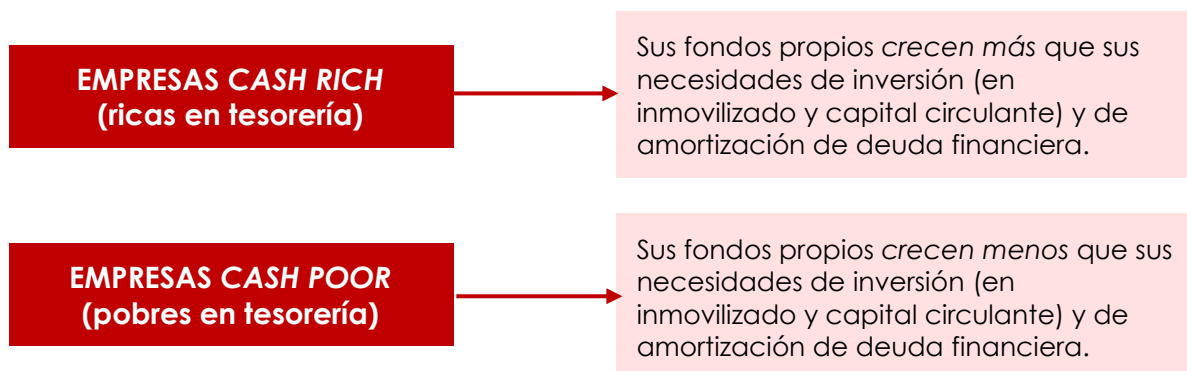 EMPRESAS CASH RICH
(ricas en tesorería)
Sus fondos propios crecen más que sus
necesidades de inversión (en
inmovilizado y capital circulante) y de
amortización de deuda financiera.
EMPRESAS CASH POOR
(pobres en tesorería)
Sus fondos propios crecen menos que sus
necesidades de inversión (en
inmovilizado y capital circulante) y de
amortización de deuda financiera.